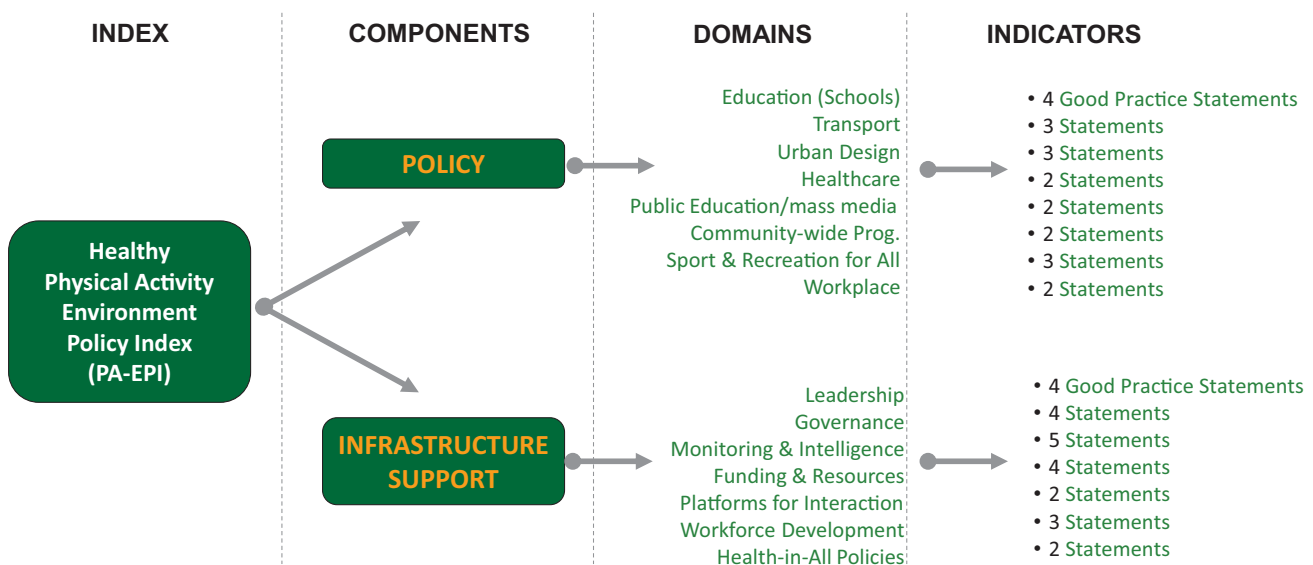 INDEX
COMPONENTS
DOMAINS
INDICATORS
Healthy
Physical Activity
Environment
Policy Index
(PA-EPI)
POLICY
Education (Schools)
Transport
Urban Design
Healthcare
Public Education/mass media
Community-wide Prog.
Sport & Recreation for All
Workplace
• 4 Good Practice Statements
• 3 Statements
• 3 Statements
• 2 Statements
• 2 Statements
• 2 Statements
• 3 Statements
• 2 Statements
INFRASTRUCTURE
SUPPORT
Leadership
Governance
Monitoring & Intelligence
Funding & Resources
Platforms for Interaction
Workforce Development
Health-in-All Policies
• 4 Good Practice Statements
• 4 Statements
• 5 Statements
• 4 Statements
• 2 Statements
• 3 Statements
• 2 Statements